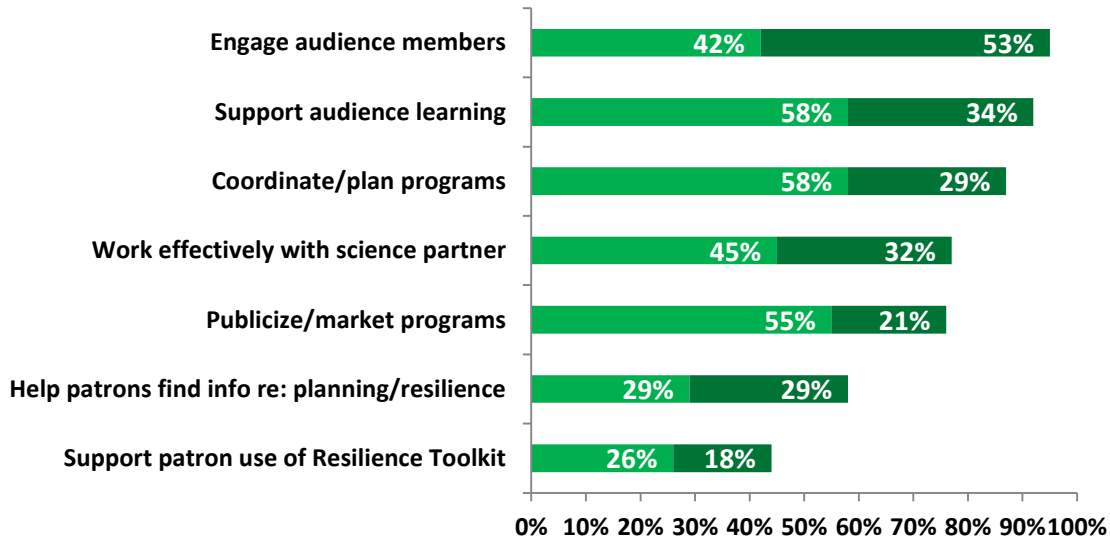 Engage audience members 42% 53%
Support audience learning 58% 34%
Coordinate/plan programs 58% 29%
Work effectively with science partner 45% 32%
Publicize/market programs 55% 21%
Help patrons find info re: planning/resilience 29% 29%
Support patron use of Resilience Toolkit 26% 18%
0% 10% 20% 30% 40% 50% 60% 70% 80% 90% 100%